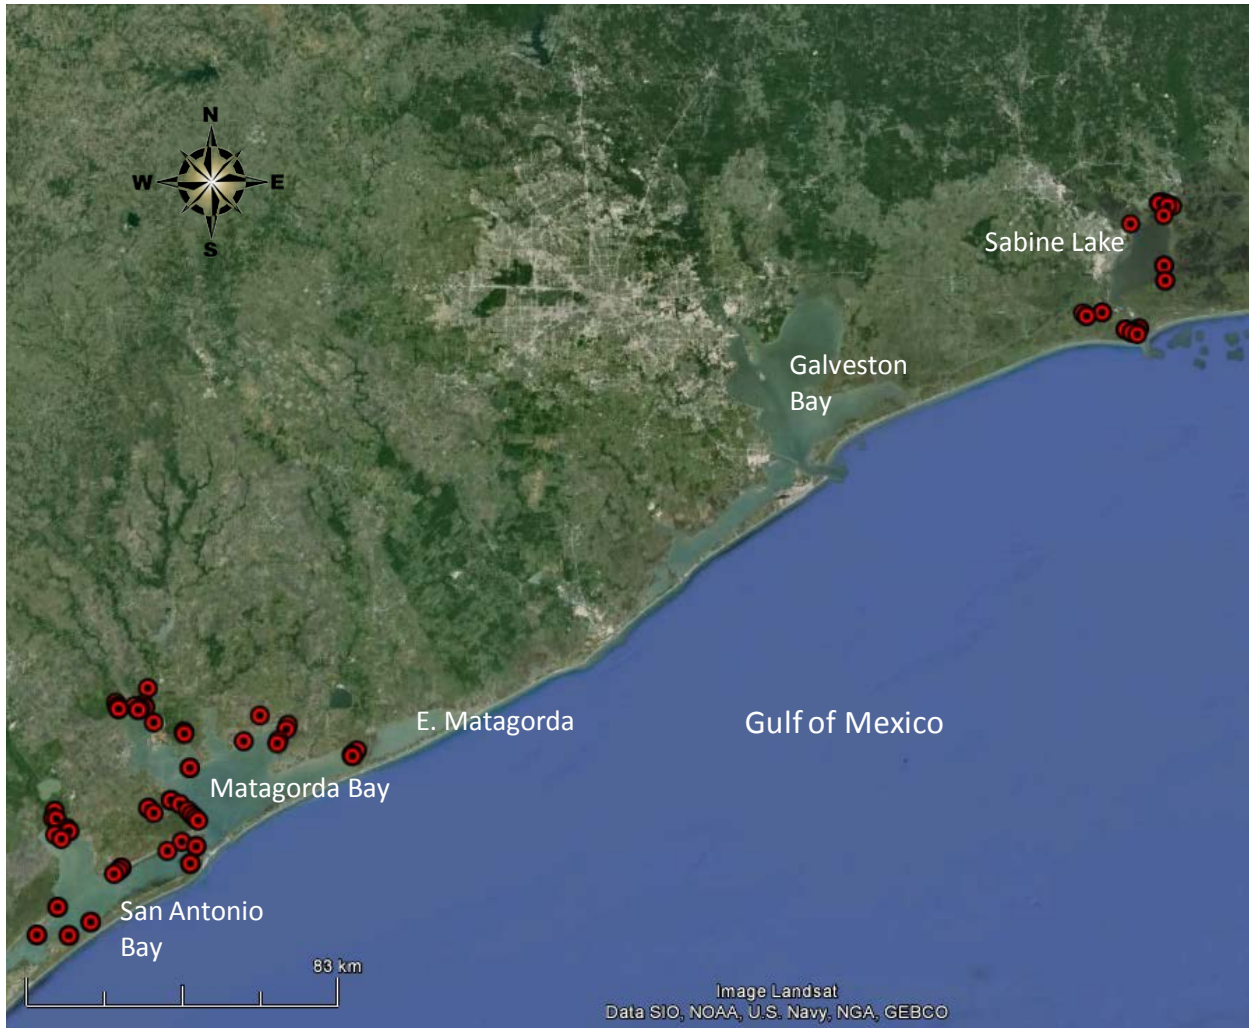 N
W E
S
Sabine Lake
Galveston
Bay
E. Matagorda
Gulf of Mexico
Matagorda Bay
San Antonio
Bay
83 km
Image Landsat
Data SIO, NOAA, U.S. Navy, NGA, GEBCO